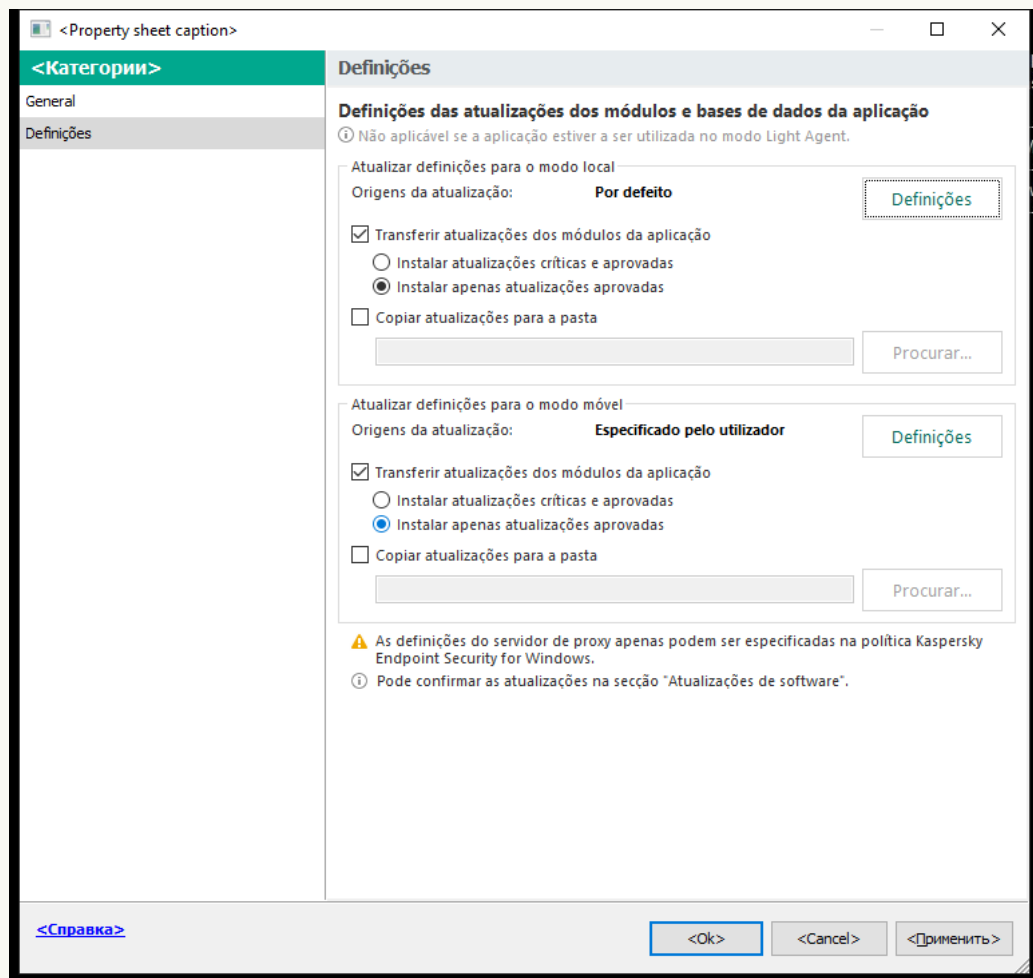 <Property sheet caption>
<Категории>
General
Definições
Definições
Definições das atualizações dos módulos e bases de dados da aplicação
Não aplicável se a aplicação estiver a ser utilizada no modo Light Agent.
Atualizar definições para o modo local
Origens da atualização: Por defeito
Definições
Transferir atualizações dos módulos da aplicação
Instalar atualizações críticas e aprovadas
Instalar apenas atualizações aprovadas
Copiar atualizações para a pasta
Procurar...
Atualizar definições para o modo móvel
Origens da atualização: Especificado pelo utilizador
Definições
Transferir atualizações dos módulos da aplicação
Instalar atualizações críticas e aprovadas
Instalar apenas atualizações aprovadas
Copiar atualizações para a pasta
Procurar...
As definições do servidor de proxy apenas podem ser especificadas na política Kaspersky
Endpoint Security for Windows.
Pode confirmar as atualizações na secção "Atualizações de software".
<Справка>
<Ok>
<Cancel>
<Применить>